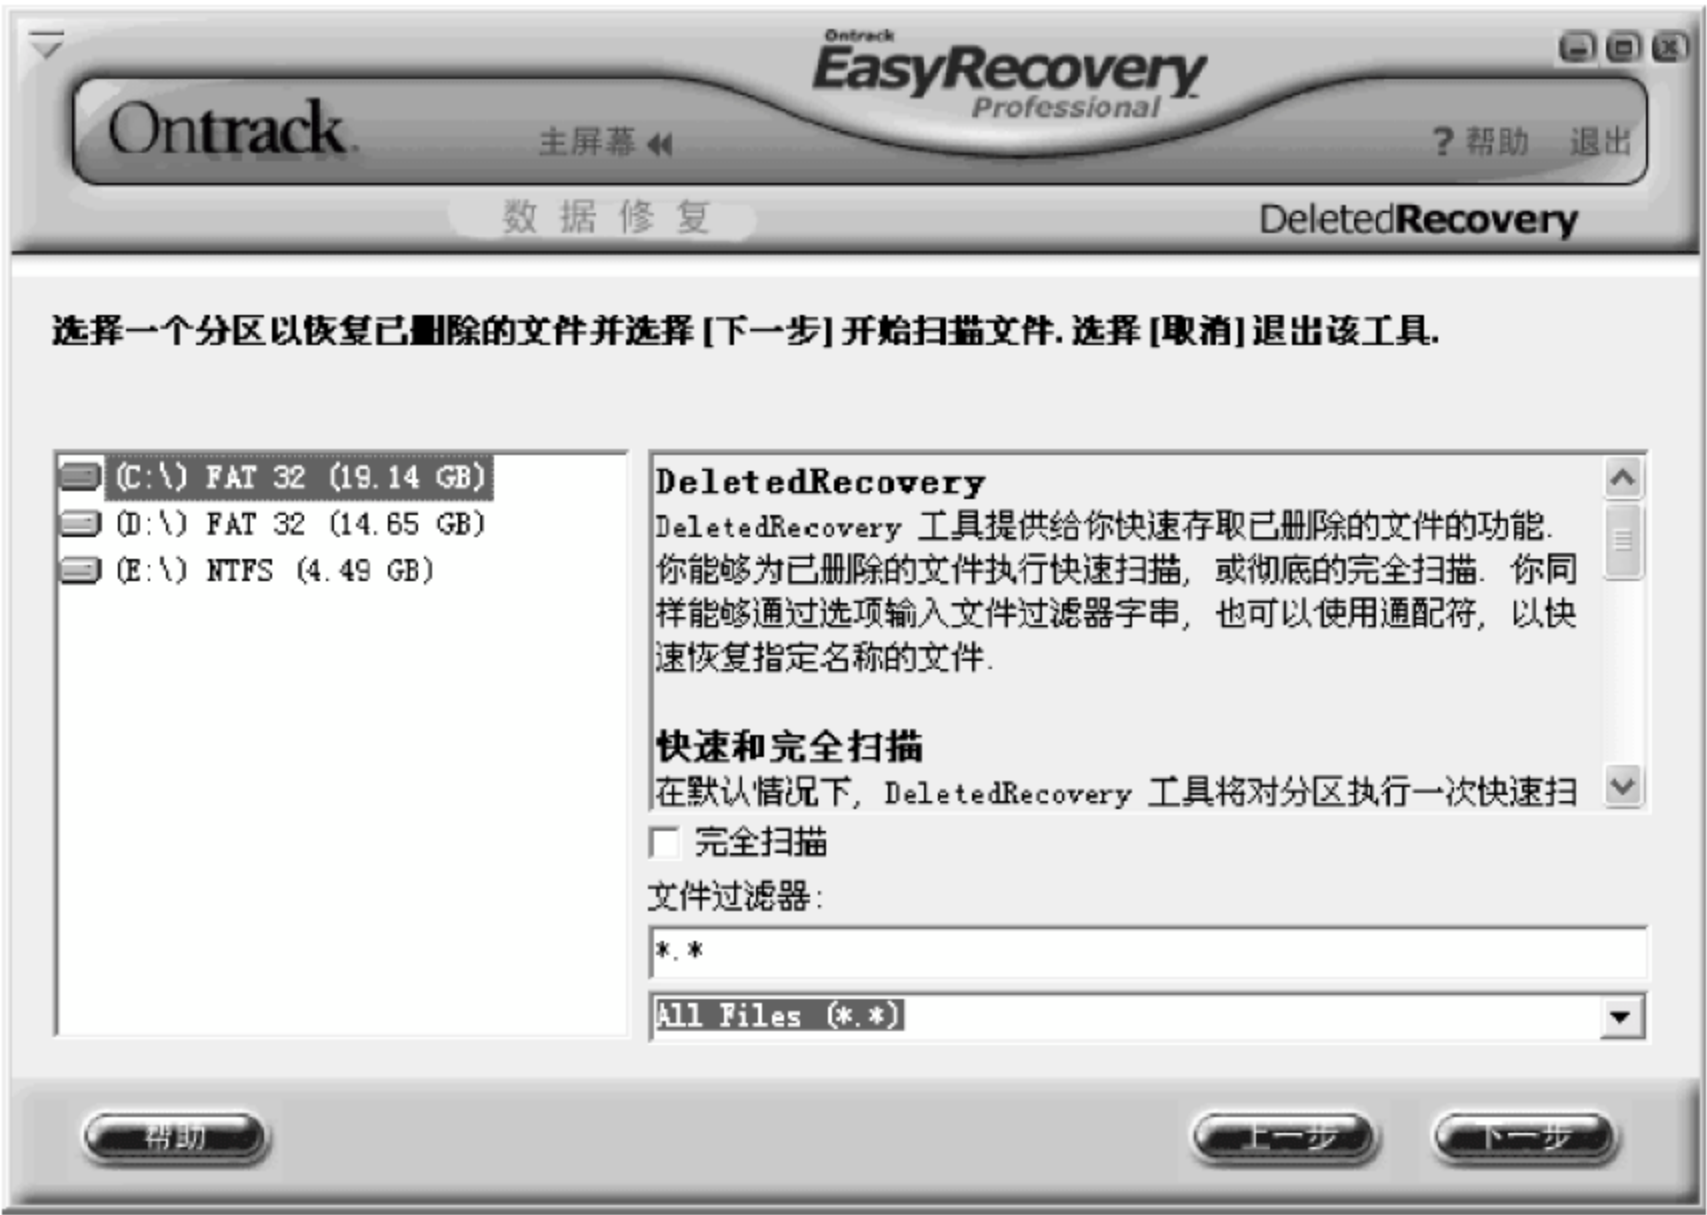 Ontrack
EasyRecovery
Professional
Ontrack
主屏幕
? 帮助 退出
数据修复
DeletedRecovery
选择一个分区以恢复已删除的文件并选择 [下一步] 开始扫描文件. 选择 [取消] 退出该工具.
(C:\) FAT 32 (19.14 GB)
(D:\) FAT 32 (14.65 GB)
(E:\) NTFS (4.49 GB)
DeletedRecovery
DeletedRecovery 工具提供给你快速存取已删除的文件的功能.
你能够为已删除的文件执行快速扫描, 或彻底的完全扫描. 你同
样能够通过选项输入文件过滤器字串, 也可以使用通配符, 以快
速恢复指定名称的文件.
快速和完全扫描
在默认情况下, DeletedRecovery 工具将对分区执行一次快速扫
完全扫描
文件过滤器:
*.*
All Files (*.*)
帮助
上一步
下一步